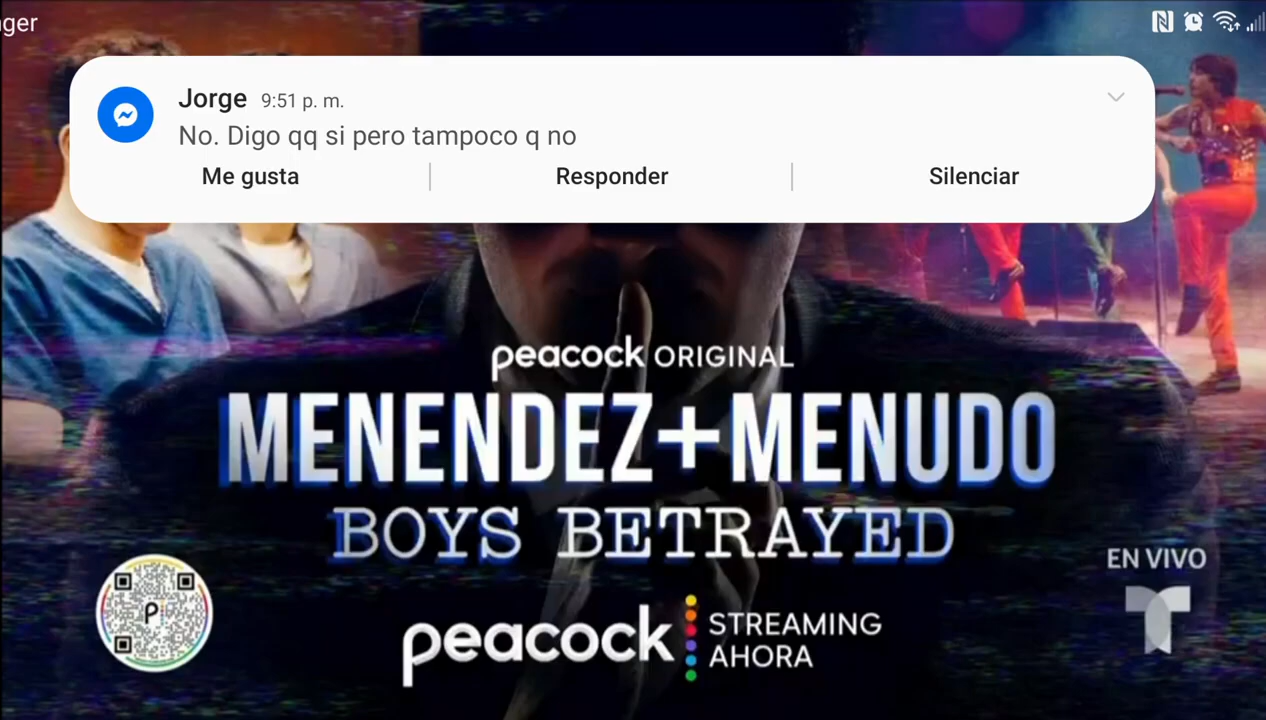 ger
Jorge 9:51 p. m.
No. Digo qq si pero tampoco q no
Me gusta Responder Silenciar
peacock ORIGINAL
MENENDEZ+MENUDO
BOYS BETRAYED
EN VIVO
peacock STREAMING
AHORA